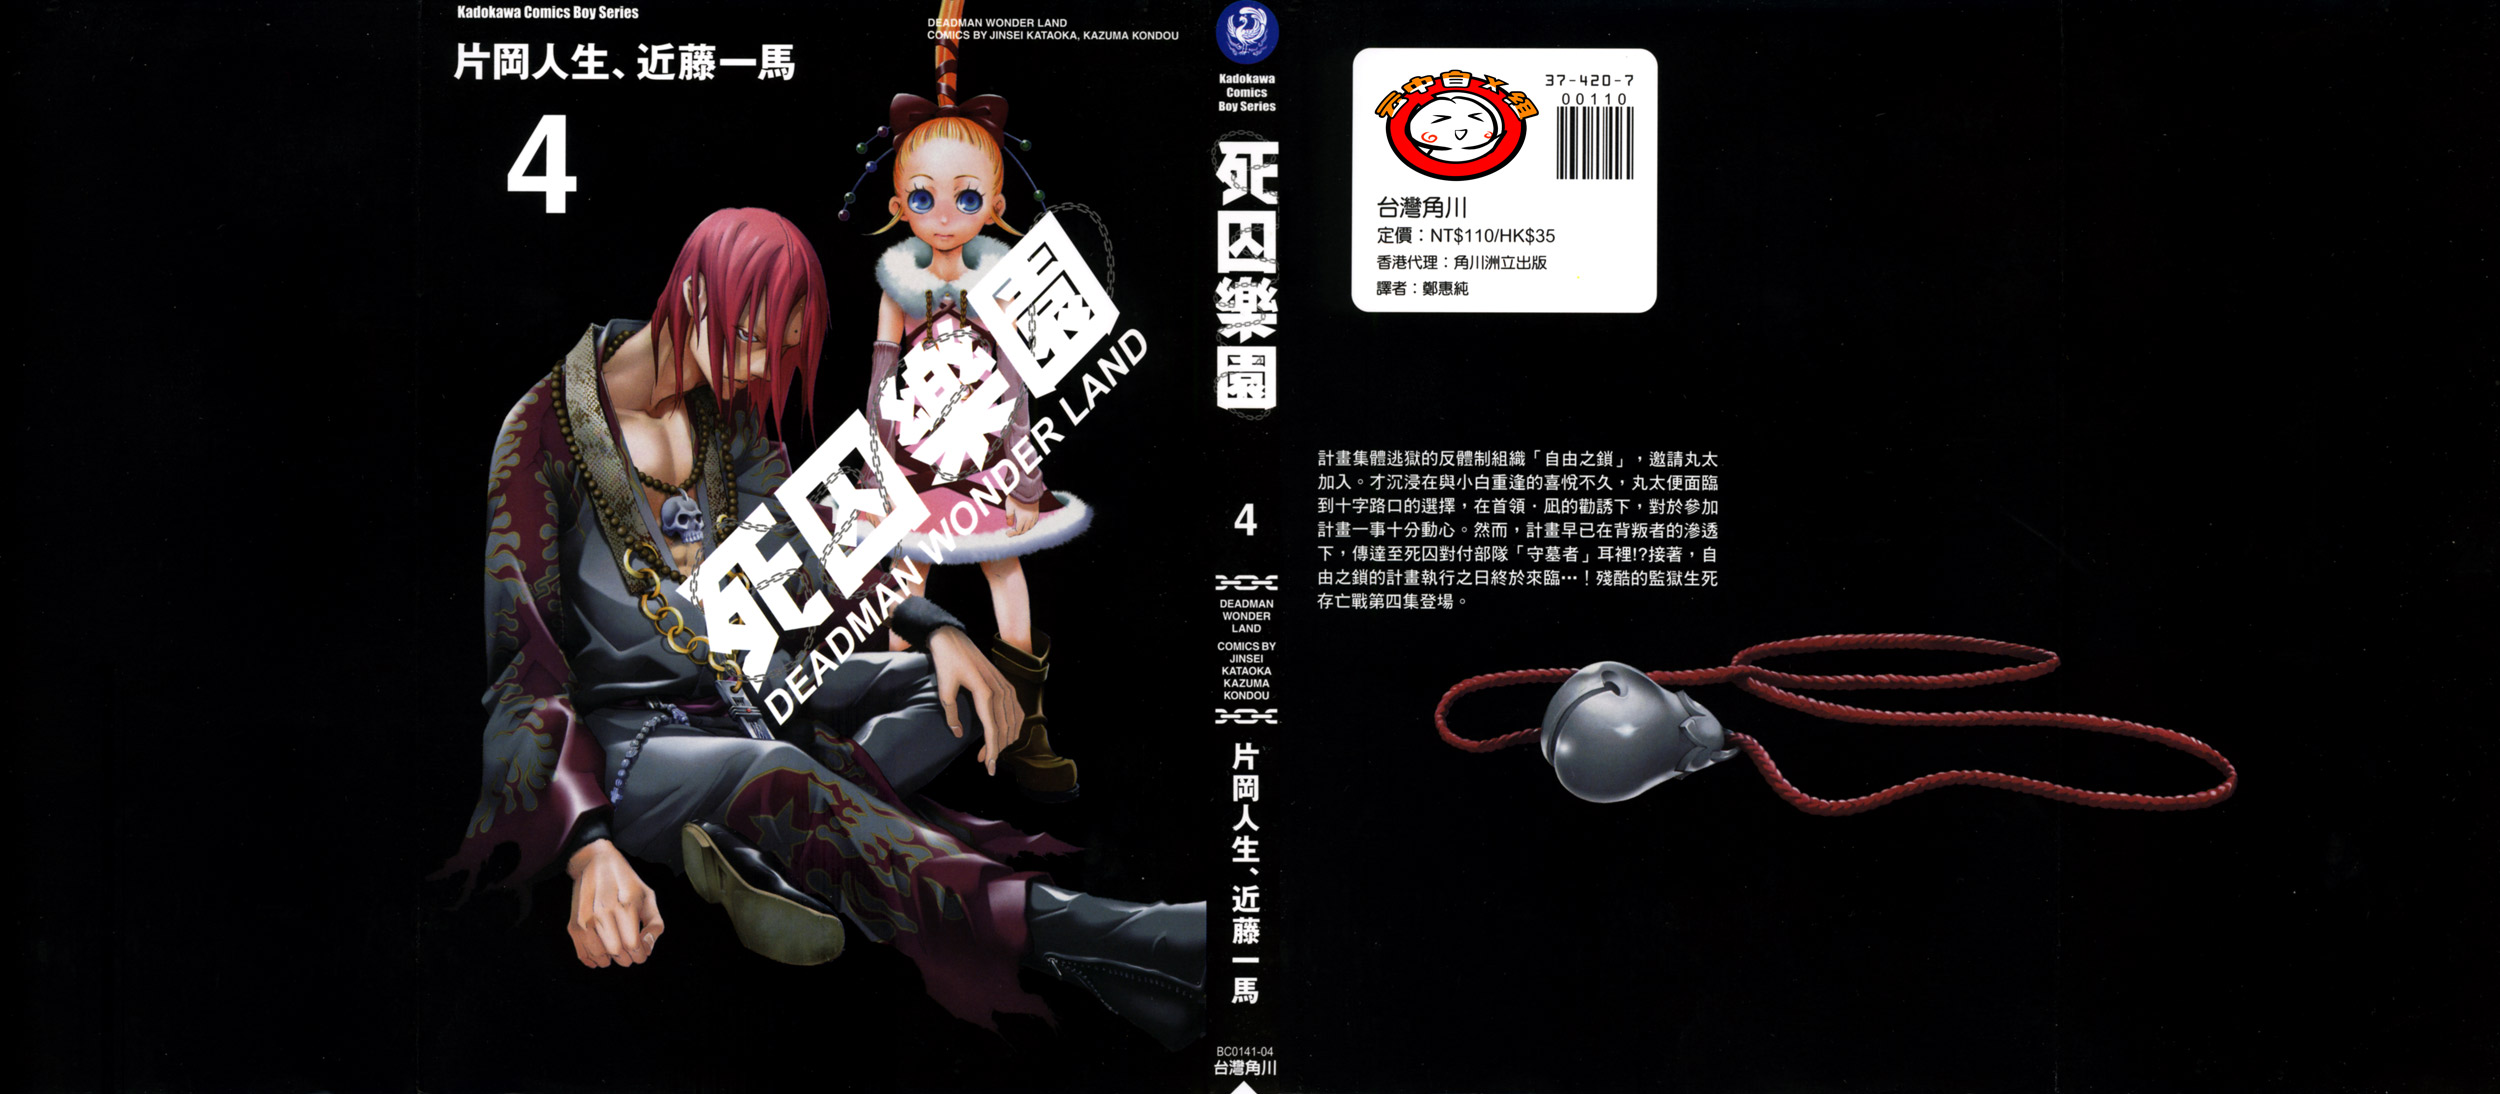 Kadokawa Comics Boy Series
片岡人生、近藤一馬
4
DEADMAN WONDER LAND
COMICS BY JINSEI KATAOKA, KAZUMA KONDOU
死囚樂園
DEADMAN WONDER LAND
Kadokawa
Comics
Boy Series
死囚樂園
4
DEADMAN
WONDER
LAND
COMICS BY
JINSEI
KATAOKA
KAZUMA
KONDOU
片岡人生、近藤一馬
BC0141-04
台灣角川
云中自X组
37-420-7
00110
台灣角川
定價：NT$110/HK$35
香港代理：角川洲立出版
譯者：鄭惠純
計畫集體逃獄的反體制組織「自由之鎖」，邀請丸太
加入。才沉浸在與小白重逢的喜悅不久，丸太便面臨
到十字路口的選擇，在首領．凪的勸誘下，對於參加
計畫一事十分動心。然而，計畫早已在背叛者的滲透
下，傳達至死囚對付部隊「守墓者」耳裡!?接著，自
由之鎖的計畫執行之日終於來臨…！殘酷的監獄生死
存亡戰第四集登場。